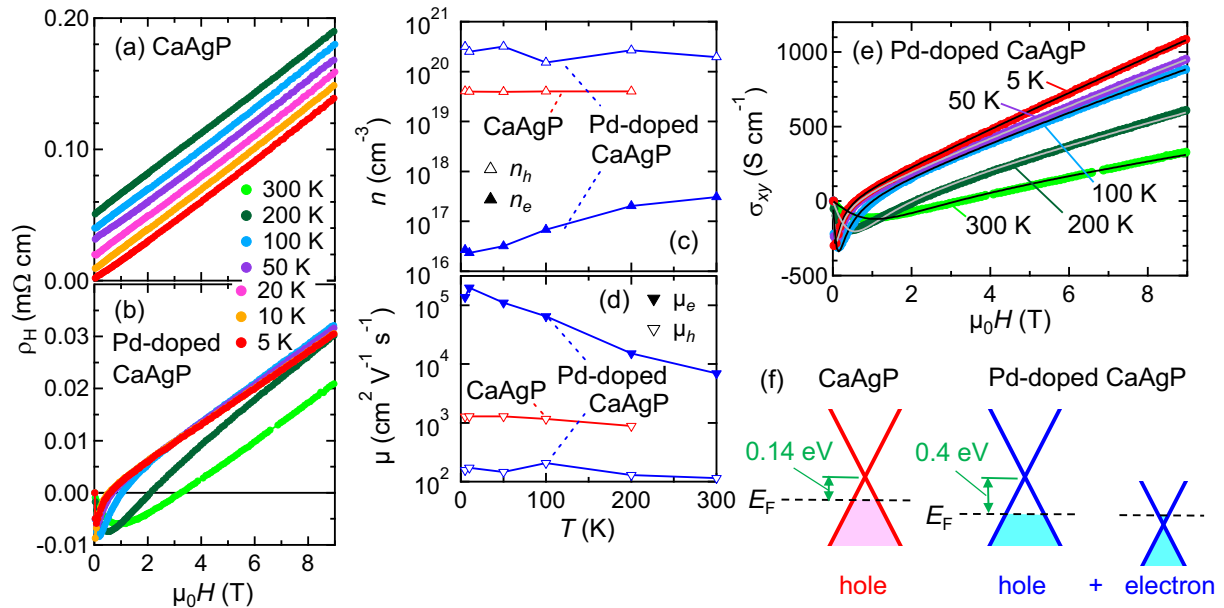 (a) CaAgP
0.20
0.10
0.00
300 K
200 K
100 K
50 K
20 K
10 K
5 K
ρH (mΩ cm)
(b)
Pd-doped
CaAgP
0.03
0.02
0.01
0.00
-0.01
0 2 4 6 8
μ0H (T)
10^21
10^20
10^19
10^18
10^17
10^16
n (cm^-3)
CaAgP
Pd-doped
CaAgP
nh
ne
(c)
(d)
μe
μh
10^5
10^4
10^3
10^2
μ (cm^2 V^-1 s^-1)
CaAgP
Pd-doped
CaAgP
0 100 200 300
T (K)
(e) Pd-doped CaAgP
1000
500
0
-500
σxy (S cm^-1)
5 K
50 K
100 K
200 K
300 K
0 2 4 6 8
μ0H (T)
(f)
CaAgP
Pd-doped CaAgP
0.14 eV
0.4 eV
EF
EF
hole
hole + electron